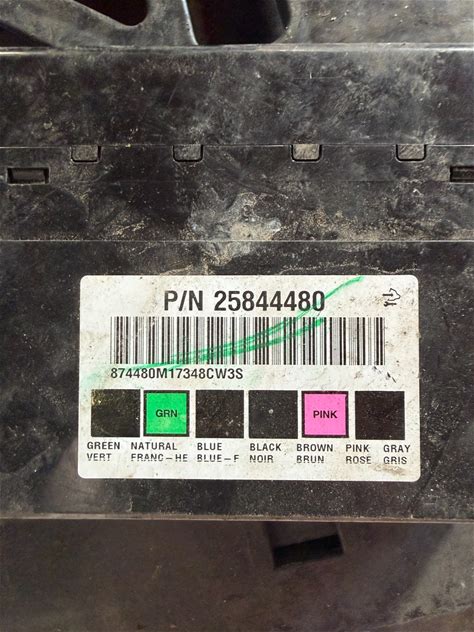 P/N 25844480
874480M17348CW3S
GRN PINK
GREEN NATURAL BLUE BLACK BROWN PINK GRAY
VERT FRANC-HE BLUE-F NOIR BRUN ROSE GRIS